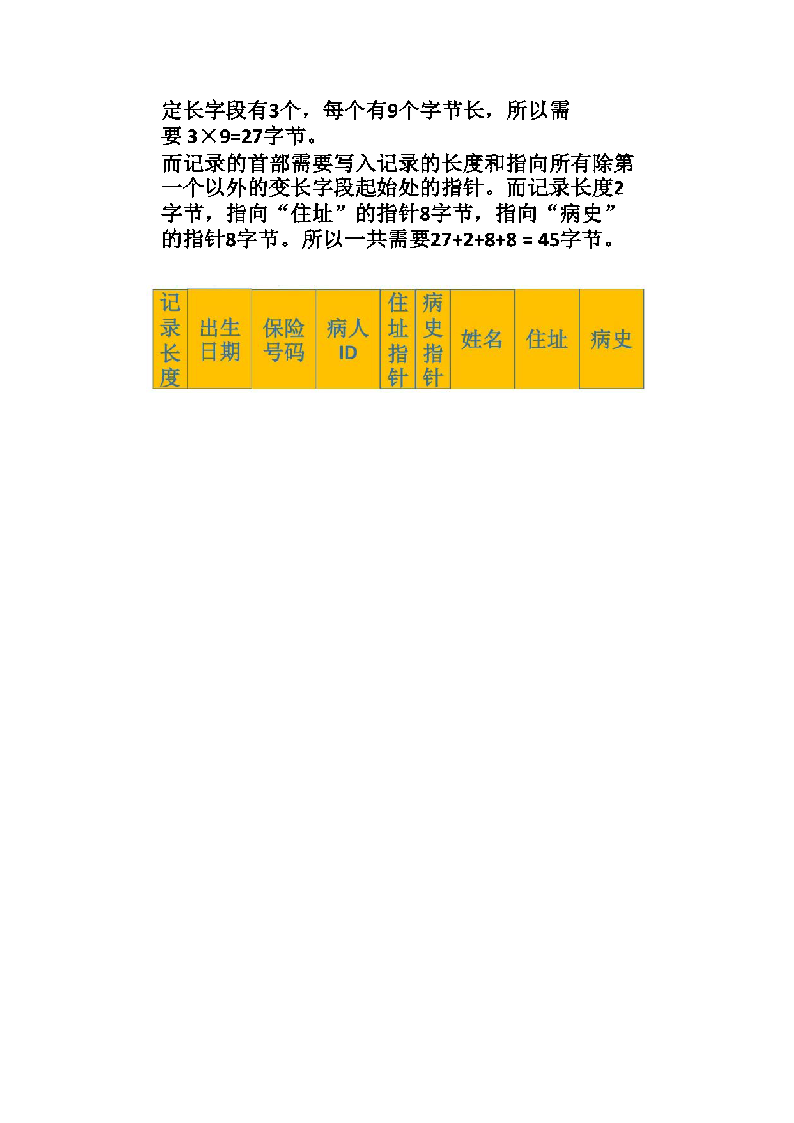 定长字段有3个，每个有9个字节长，所以需
要 3×9=27字节。
而记录的首部需要写入记录的长度和指向所有除第
一个以外的变长字段起始处的指针。而记录长度2
字节，指向“住址”的指针8字节，指向“病史”
的指针8字节。所以一共需要27+2+8+8 = 45字节。
记录长度
出生日期
保险号码
病人ID
住址指针
病史指针
姓名
住址
病史